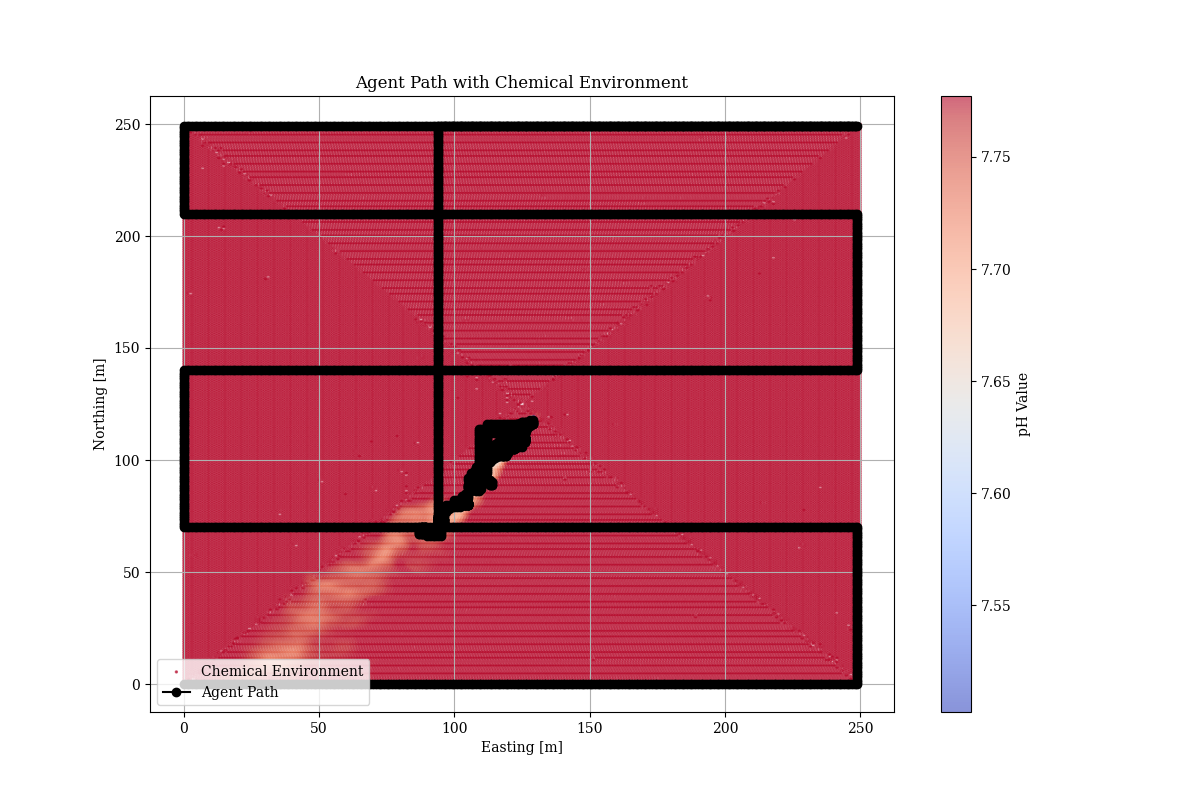 Agent Path with Chemical Environment
250
200
150
100
50
0
Northing [m]
0
50
100
150
200
250
Easting [m]
Chemical Environment
Agent Path
7.75
7.70
7.65
7.60
7.55
pH Value